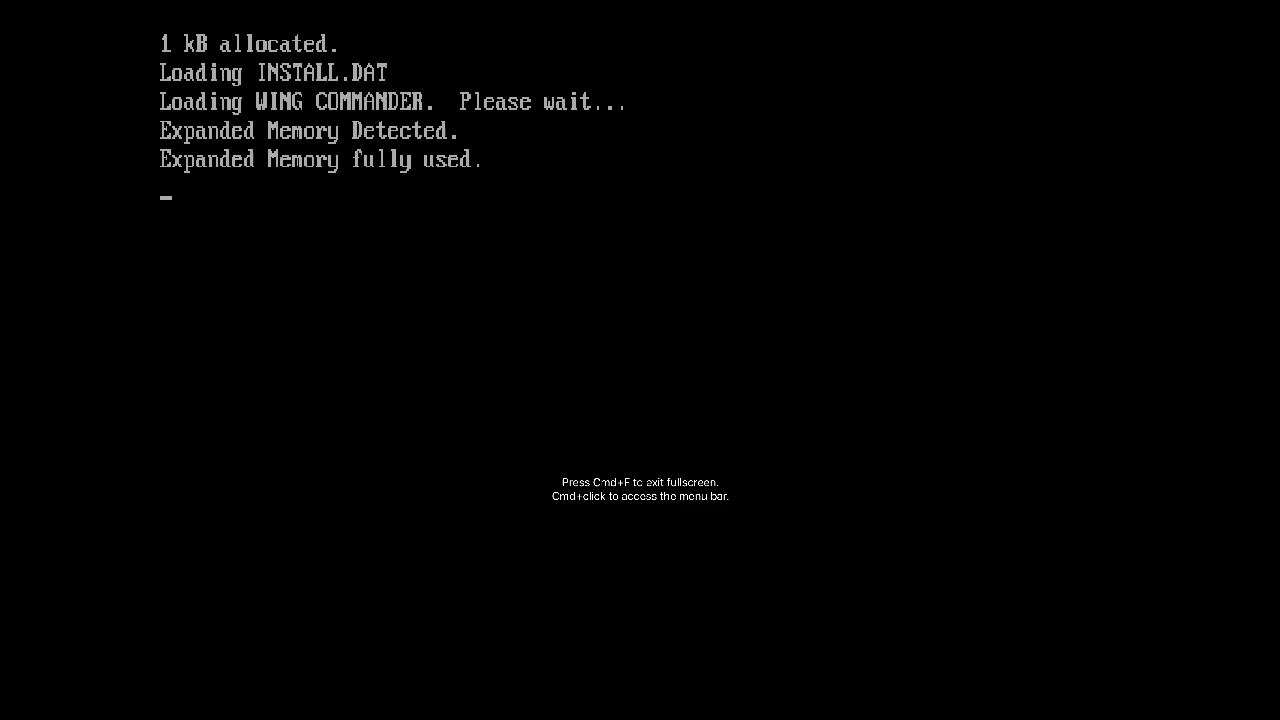 1 kB allocated.
Loading INSTALL.DAT
Loading WING COMMANDER.  Please wait...
Expanded Memory Detected.
Expanded Memory fully used.
Press Cmd+F to exit fullscreen.
Cmd+click to access the menu bar.